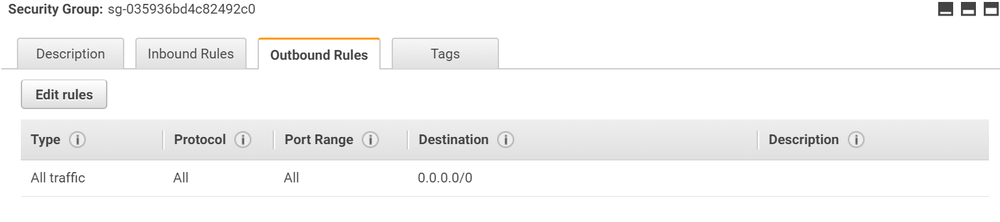 Security Group: sg-035936bd4c82492c0
Description Inbound Rules Outbound Rules Tags
Edit rules
Type Protocol Port Range Destination Description
All traffic All All 0.0.0.0/0